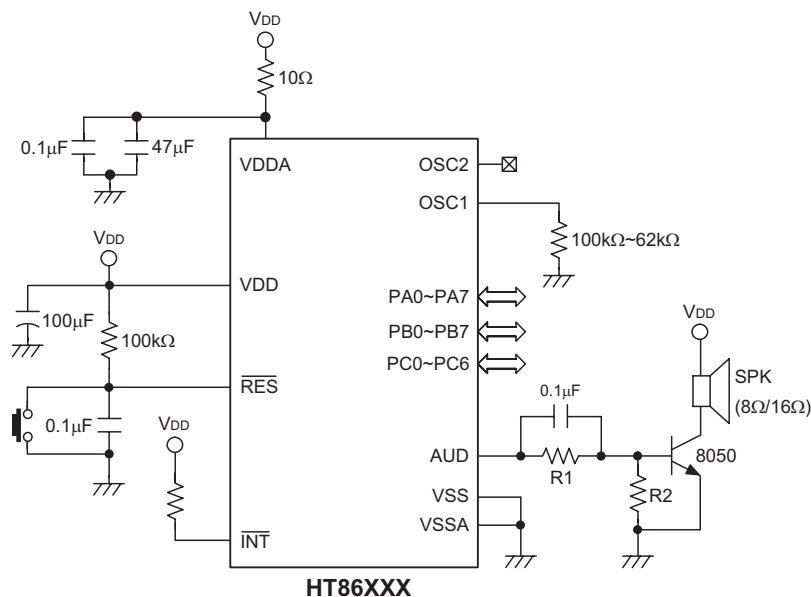 VDD
10Ω
0.1μF
47μF
VDDA
OSC2
OSC1
100kΩ~62kΩ
VDD
VDD
100μF
100kΩ
PA0~PA7
PB0~PB7
PC0~PC6
VDD
SPK
(8Ω/16Ω)
RES
0.1μF
0.1μF
VDD
AUD
R1
8050
R2
VSS
VSSA
INT
HT86XXX